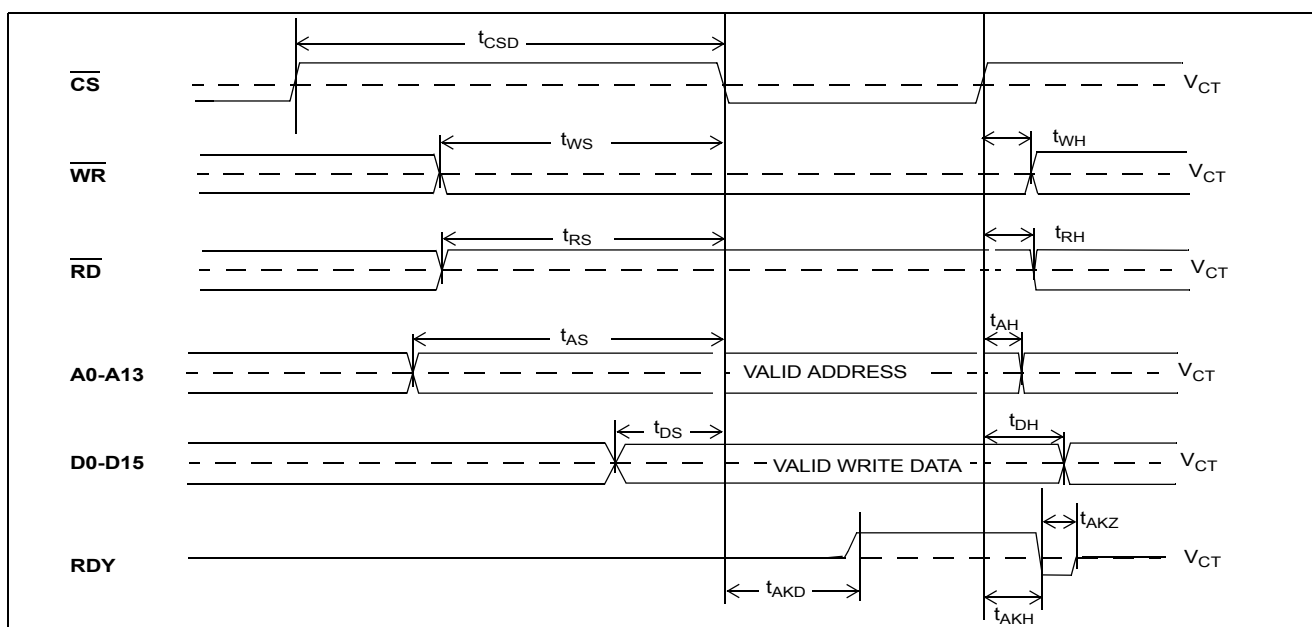 tCSD
CS VCT
tWS tWH
WR VCT
tRS tRH
RD VCT
tAS tAH
A0-A13 VALID ADDRESS VCT
tDS tDH
D0-D15 VALID WRITE DATA VCT
tAKZ
RDY VCT
tAKD tAKH